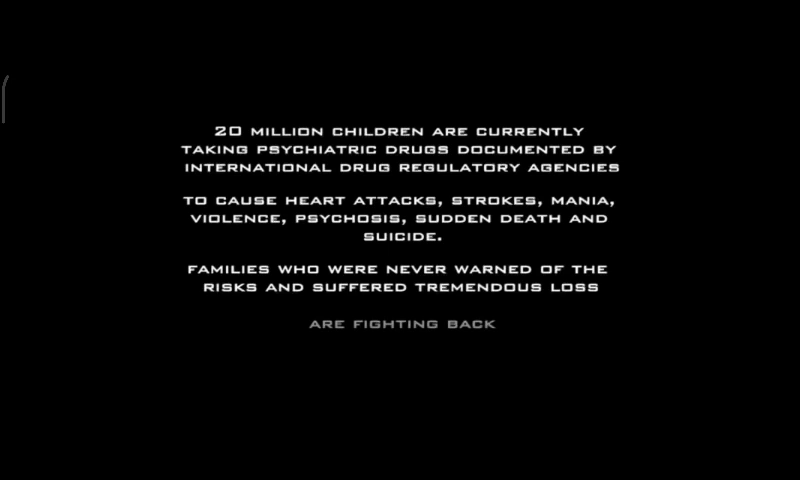 20 MILLION CHILDREN ARE CURRENTLY
TAKING PSYCHIATRIC DRUGS DOCUMENTED BY
INTERNATIONAL DRUG REGULATORY AGENCIES
TO CAUSE HEART ATTACKS, STROKES, MANIA,
VIOLENCE, PSYCHOSIS, SUDDEN DEATH AND
SUICIDE.
FAMILIES WHO WERE NEVER WARNED OF THE
RISKS AND SUFFERED TREMENDOUS LOSS
ARE FIGHTING BACK